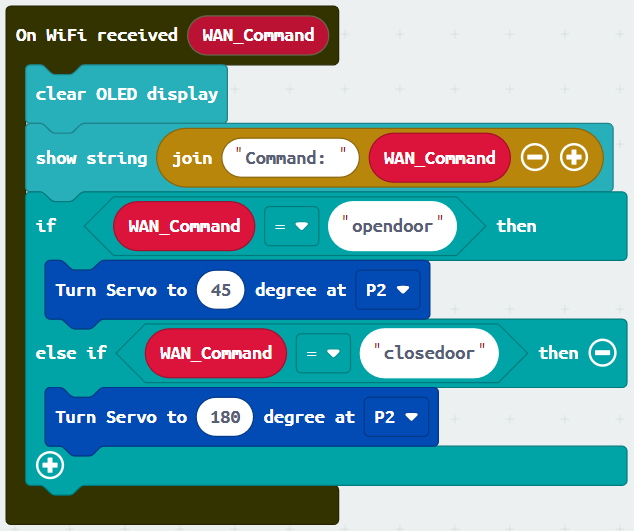 On WiFi received WAN_Command
clear OLED display
show string join "Command: " WAN_Command
if WAN_Command = "opendoor" then
Turn Servo to 45 degree at P2
else if WAN_Command = "closedoor" then
Turn Servo to 180 degree at P2